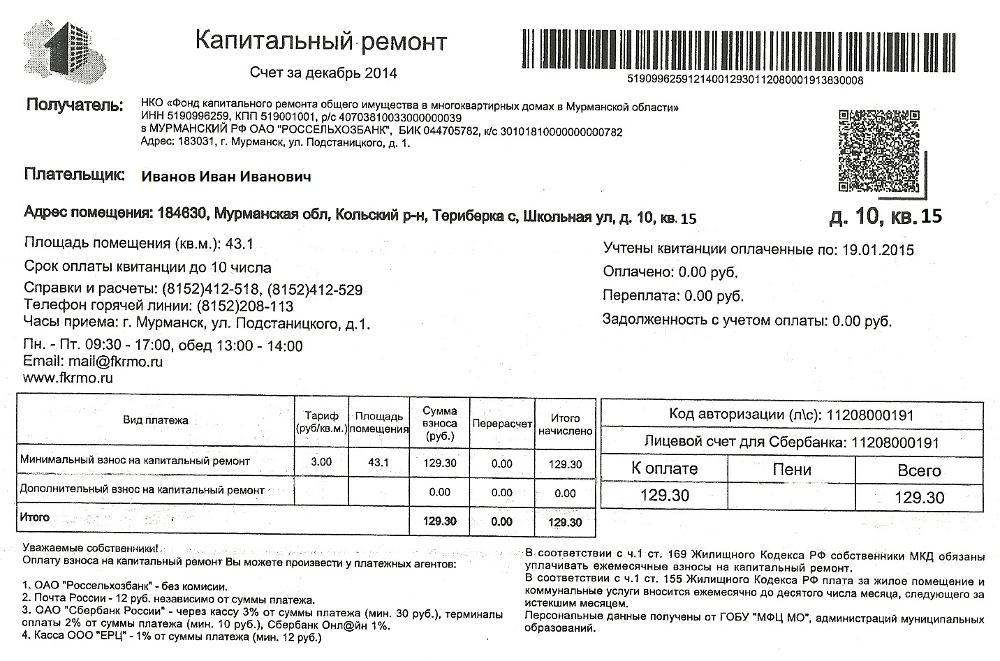 Капитальный ремонт
Счет за декабрь 2014
51909962591214001293011208000191383​0008
Получатель:
НКО «Фонд капитального ремонта общего имущества в многоквартирных домах в Мурманской области»
ИНН 5190996259, КПП 519001001, р/с 40703810033000000039
в МУРМАНСКИЙ РФ ОАО "РОССЕЛЬХОЗБАНК", БИК 044705782, к/с 30101810000000000782
Адрес: 183031, г. Мурманск, ул. Подстаницкого, д. 1.
Плательщик: Иванов Иван Иванович
Адрес помещения: 184630, Мурманская обл, Кольский р-н, Териберка с, Школьная ул, д. 10, кв. 15
д. 10, кв. 15
Площадь помещения (кв.м.): 43.1
Срок оплаты квитанции до 10 числа
Справки и расчеты: (8152)412-518, (8152)412-529
Телефон горячей линии: (8152)208-113
Часы приема: г. Мурманск, ул. Подстаницкого, д.1.
Пн. - Пт. 09:30 - 17:00, обед 13:00 - 14:00
Email: mail@fkrmo.ru
www.fkrmo.ru
Учтены квитанции оплаченные по: 19.01.2015
Оплачено: 0.00 руб.
Переплата: 0.00 руб.
Задолженность с учетом оплаты: 0.00 руб.
Вид платежа
Тариф
(руб/кв.м.)
Площадь
помещения
Сумма
взноса
(руб.)
Перерасчет
Итого
начислено
Минимальный взнос на капитальный ремонт 3.00 43.1 129.30 0.00 129.30
Дополнительный взнос на капитальный ремонт 0.00 0.00 0.00
Итого 129.30 0.00 129.30
Код авторизации (л\с): 11208000191
Лицевой счет для Сбербанка: 11208000191
К оплате Пени Всего
129.30 129.30
Уважаемые собственники!
Оплату взноса на капитальный ремонт Вы можете произвести у платежных агентов:
1. ОАО "Россельхозбанк" - без комисии.
2. Почта России - 12 руб. независимо от суммы платежа.
3. ОАО "Сбербанк России" - через кассу 3% от суммы платежа (мин. 30 руб.), терминалы
оплаты 2% от суммы платежа (мин. 10 руб.), Сбербанк Онл@йн 1%.
4. Касса ООО "ЕРЦ" - 1% от суммы платежа (мин. 12 руб.)
В соответствии с ч.1 ст. 169 Жилищного Кодекса РФ собственники МКД обязаны
уплачивать ежемесячные взносы на капитальный ремонт.
В соответствии с ч.1 ст. 155 Жилищного Кодекса РФ плата за жилое помещение и
коммунальные услуги вносится ежемесячно до десятого числа месяца, следующего за
истекшим месяцем.
Персональные данные получены от ГОБУ "МФЦ МО", администраций муниципальных
образований.